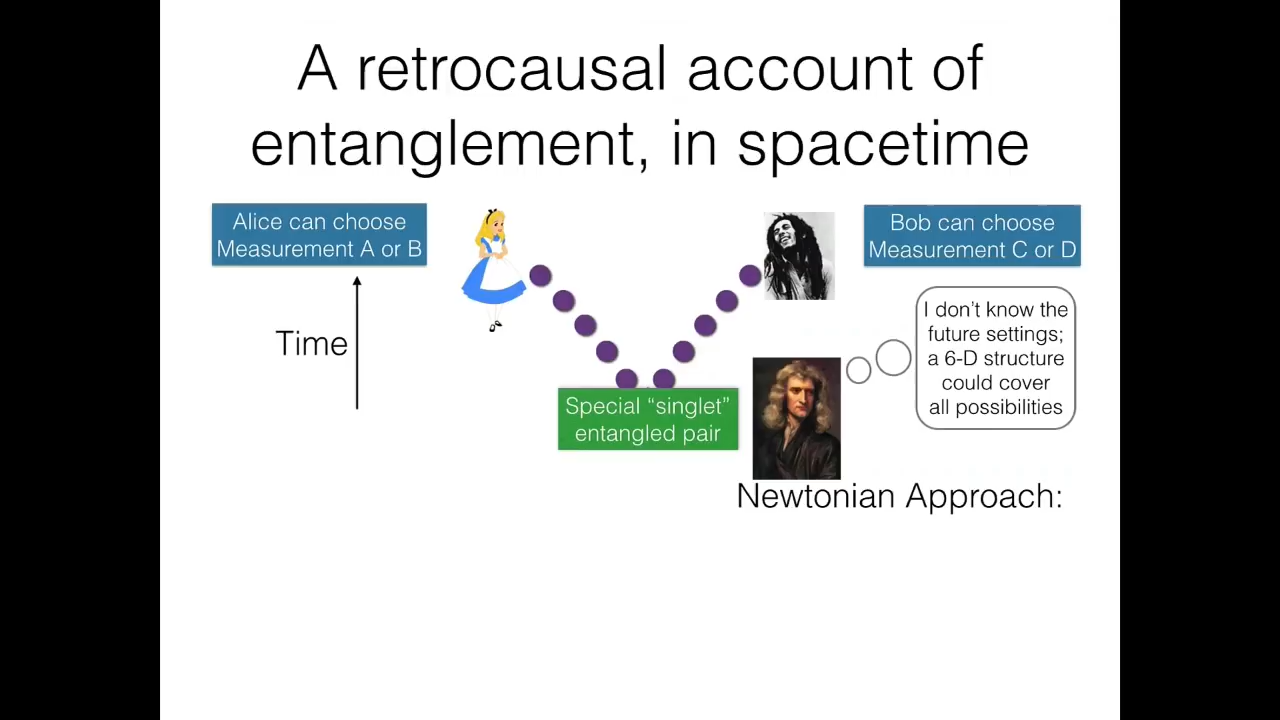 A retrocausal account of
entanglement, in spacetime
Alice can choose
Measurement A or B
Bob can choose
Measurement C or D
Time
I don't know the
future settings;
a 6-D structure
could cover
all possibilities
Special “singlet”
entangled pair
Newtonian Approach: